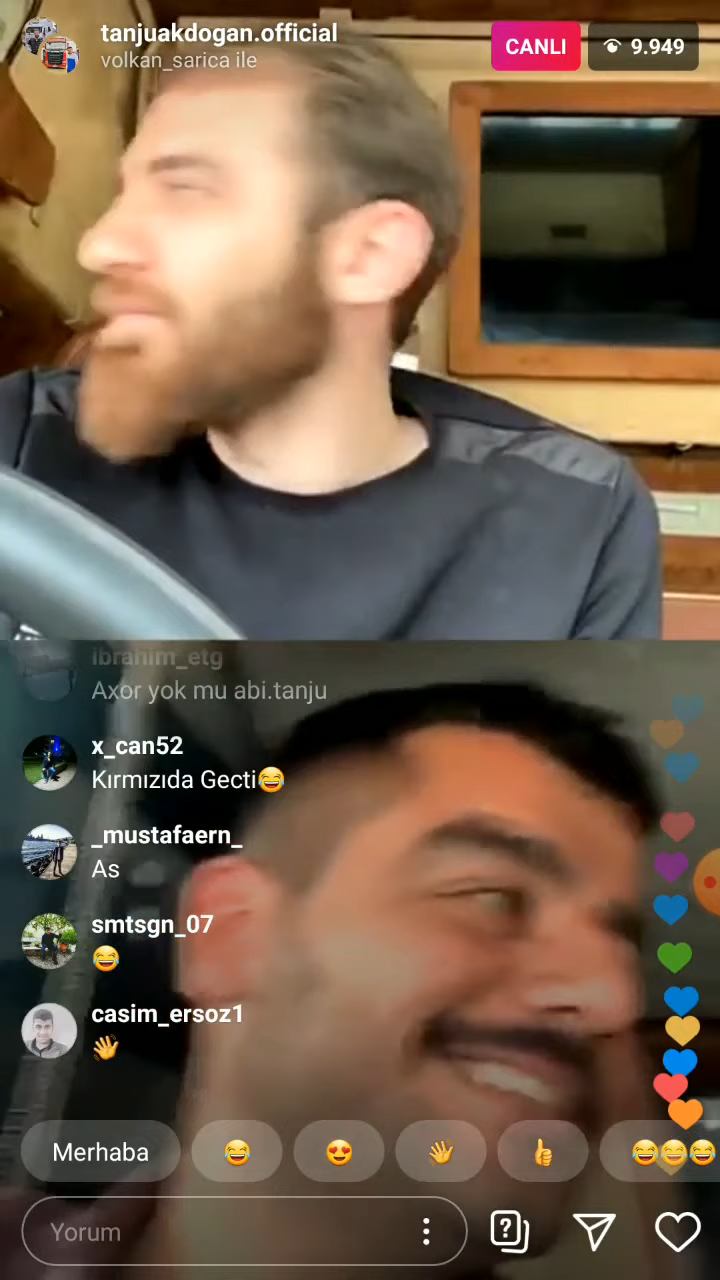 tanjuakdogan.official
volkan_sarica ile
CANLI
9.949
ibrahim_etg
Axor yok mu abi.tanju
x_can52
Kırmızıda Gecti😂
_mustafaern_
As
smtsgn_07
😂
casim_ersoz1
👋
Merhaba 😂 😍 👋 👍 😂😂😂
Yorum